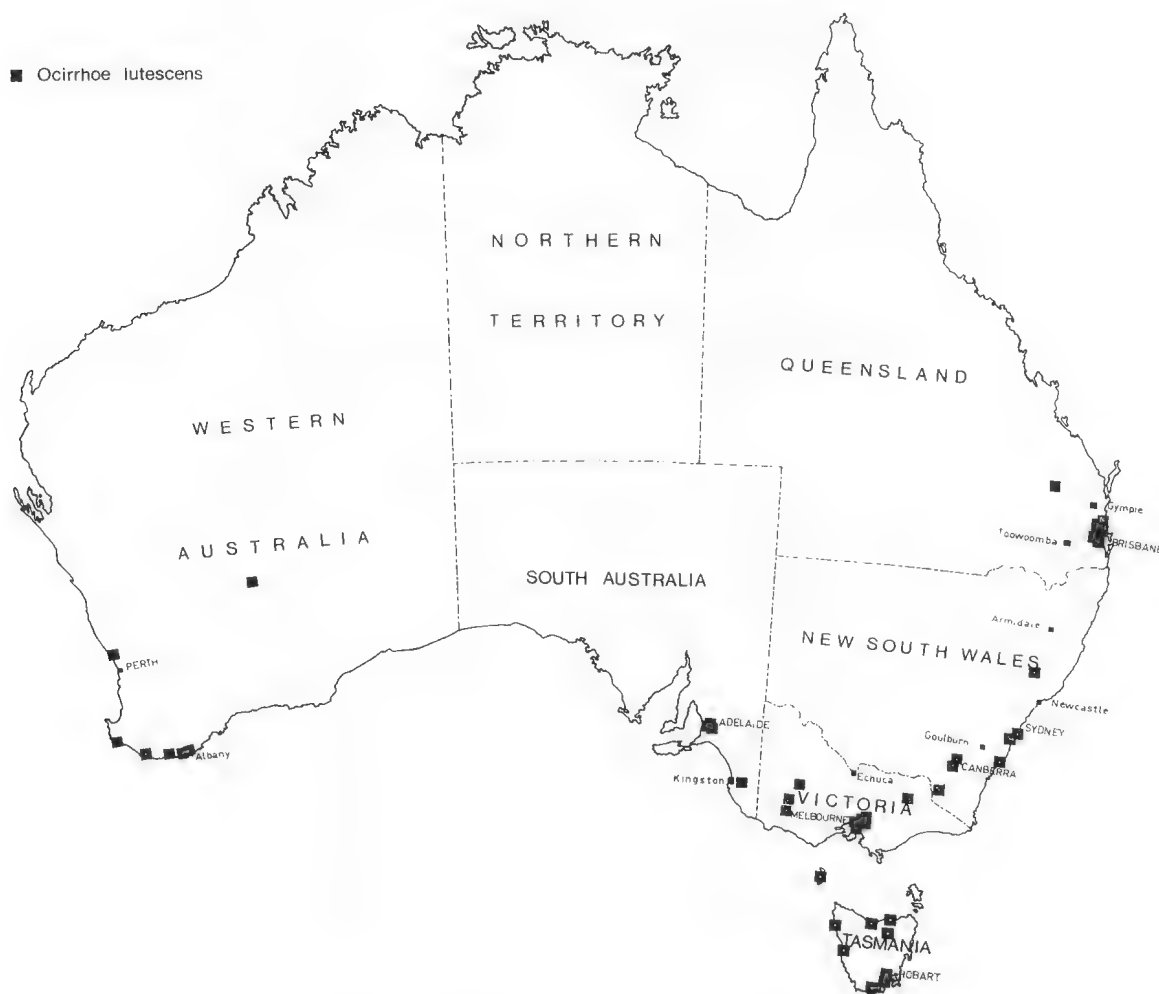 Ocirrhoe lutescens
NORTHERN
TERRITORY
QUEENSLAND
WESTERN
AUSTRALIA
SOUTH AUSTRALIA
Gympie
Toowoomba
BRISBANE
Armidale
NEW SOUTH WALES
PERTH
Newcastle
ADELAIDE
SYDNEY
Goulburn
Albany
CANBERRA
Kingston
Echuca
VICTORIA
MELBOURNE
TASMANIA
HOBART